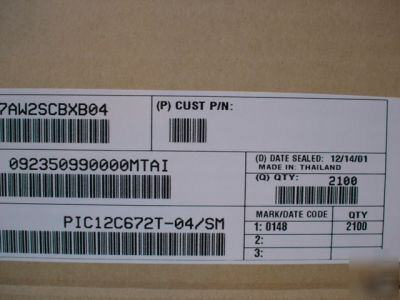 7AW2SCBXB04
(P) CUST P/N:
092350990000MTAI
(D) DATE SEALED: 12/14/01
MADE IN: THAILAND
(Q) QTY: 2100
PIC12C672T-04/SM
MARK/DATE CODE QTY
1: 0148 2100
2:
3: